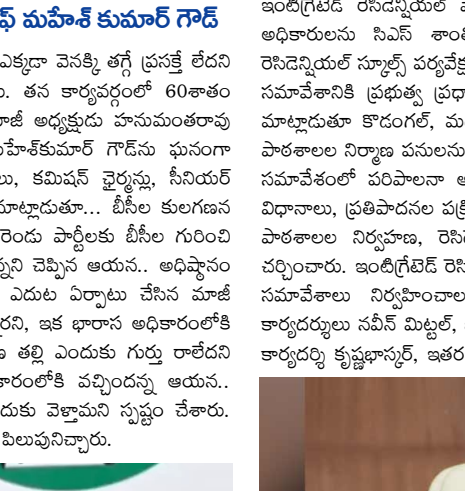 ఫ్ మహేశ్ కుమార్ గౌడ్
ఎక్కడా వెనక్కి తగ్గే ప్రసక్తే లేదని
. తన కార్యవర్గంలో 60శాతం
మాజీ అధ్యక్షుడు హనుమంతరావు
మహేశ్‌కుమార్ గౌడ్‌ను ఘనంగా
లు, కమిషన్ ఛైర్మన్లు, సీనియర్
మాట్లాడుతూ... బీసీల కులగణన
రెండు పార్టీలకు బీసీల గురించి
న్నని చెప్పిన ఆయన.. అధిష్ఠానం
ఎదుట ఏర్పాటు చేసిన మాజీ
రని, ఇక భారాస అధికారంలోకి
తల్లి ఎందుకు గుర్తు రాలేదని
కారంలోకి వచ్చిందన్న ఆయన..
దుకు వెళ్తామని స్పష్టం చేశారు.
పిలుపునిచ్చారు.
ఇంటిగ్రేటెడ్ రెసిడెన్షియల్
అధికారులను సిఎస్ శాంతి
రెసిడెన్షియల్ స్కూల్స్ పర్యవేక్ష
సమావేశానికి ప్రభుత్వ ప్రధా
మాట్లాడుతూ కొడంగల్, మ
పాఠశాలల నిర్మాణ పనులను
సమావేశంలో పరిపాలనా ఆ
విధానాలు, ప్రతిపాదనల ప్రక్రి
పాఠశాలల నిర్వహణ, రెసి
చర్చించారు. ఇంటిగ్రేటెడ్ రెసి
సమావేశాలు నిర్వహించాల
కార్యదర్శులు నవీన్ మిట్టల్,
కార్యదర్శి కృష్ణభాస్కర్, ఇతర